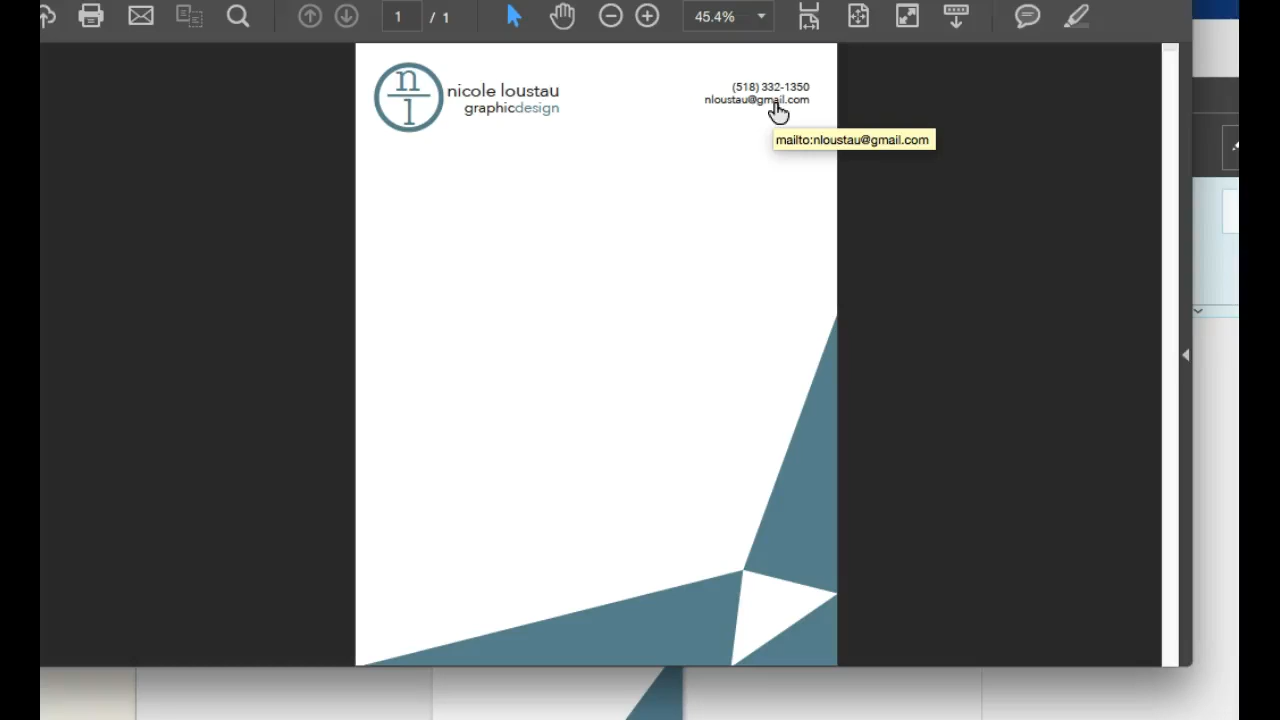 1 / 1
45.4%
n
l
nicole loustau
graphicdesign
(518) 332-1350
nloustau@gmail.com
mailto:nloustau@gmail.com